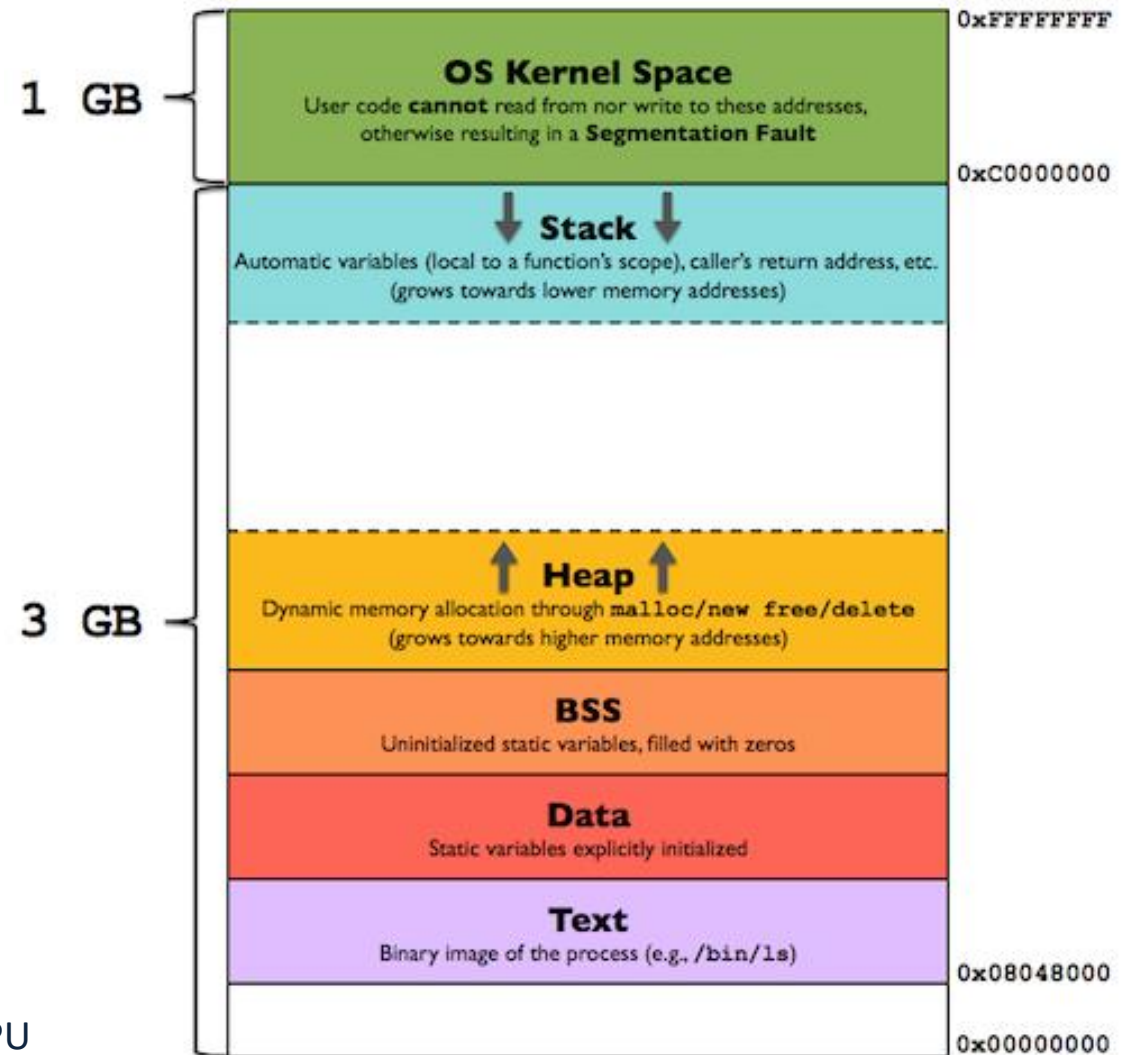 0xFFFFFFFF
OS Kernel Space
1 GB
User code cannot read from nor write to these addresses,
otherwise resulting in a Segmentation Fault
0xC0000000
Stack
Automatic variables (local to a function's scope), caller's return address, etc.
(grows towards lower memory addresses)
Heap
3 GB
Dynamic memory allocation through malloc/new free/delete
(grows towards higher memory addresses)
BSS
Uninitialized static variables, filled with zeros
Data
Static variables explicitly initialized
Text
Binary image of the process (e.g., /bin/ls)
0x08048000
0x00000000